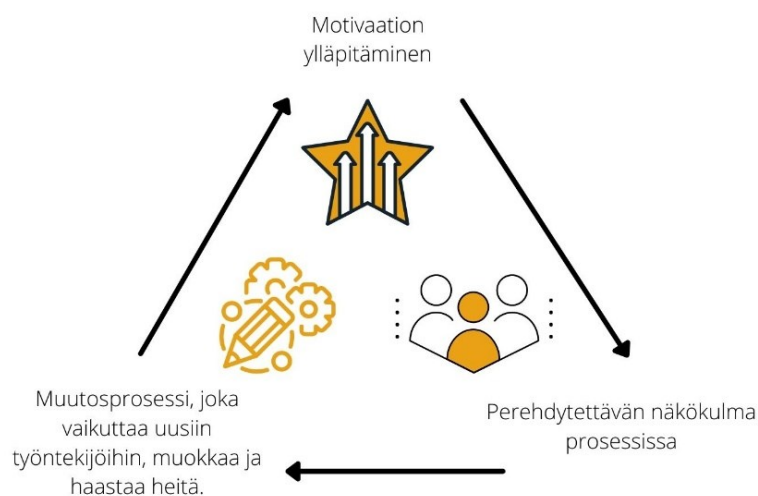 Motivaation
ylläpitäminen
Muutosprosessi, joka
vaikuttaa uusiin
työntekijöihin, muokkaa ja
haastaa heitä.
Perehdytettävän näkökulma
prosessissa